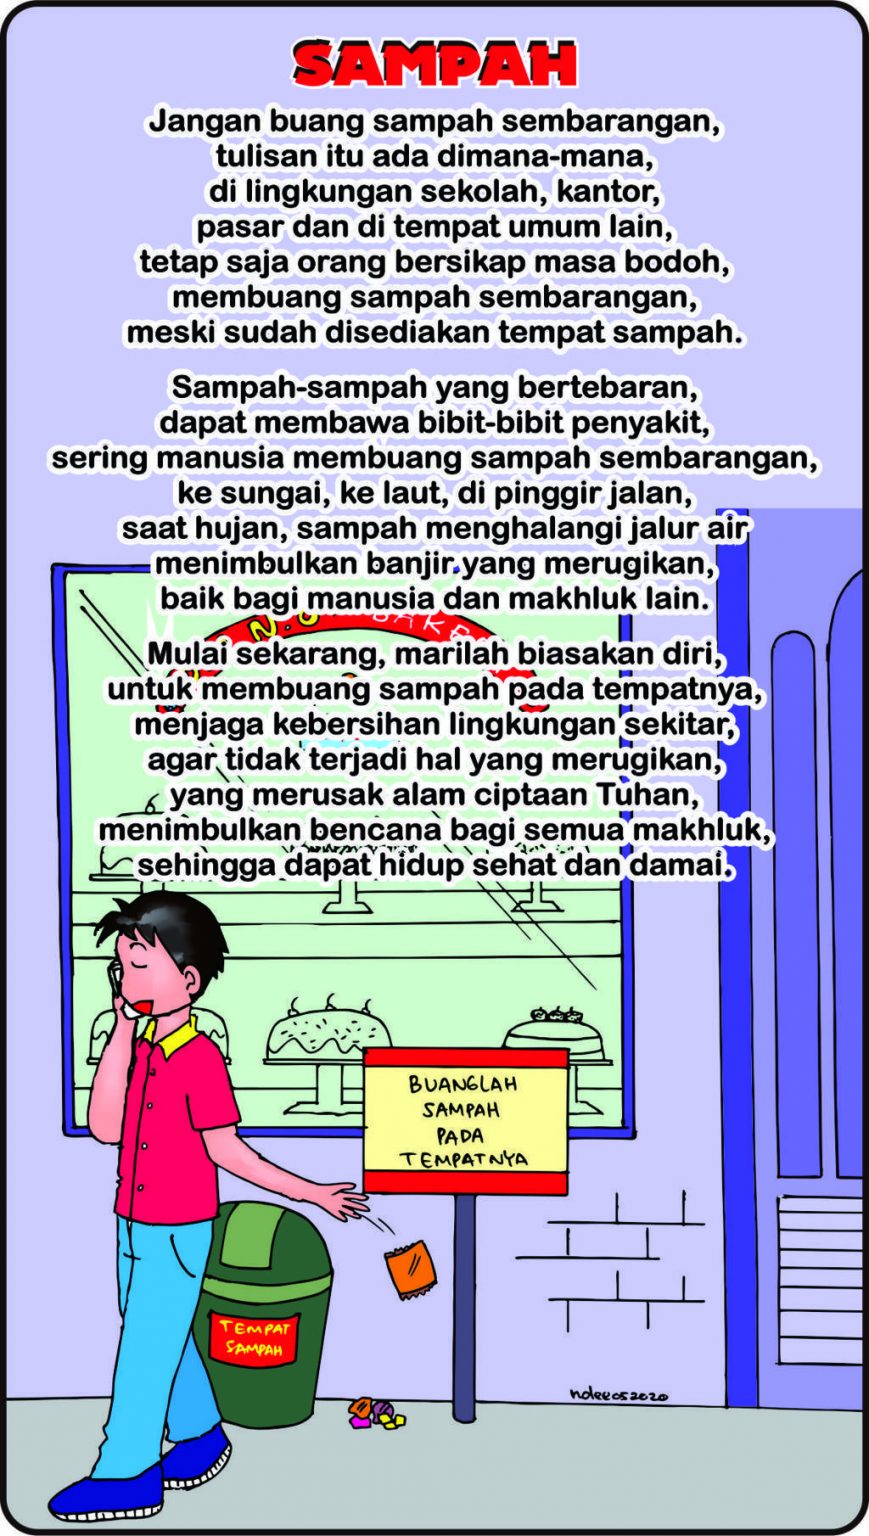 SAMPAH
Jangan buang sampah sembarangan,
tulisan itu ada dimana-mana,
di lingkungan sekolah, kantor,
pasar dan di tempat umum lain,
tetap saja orang bersikap masa bodoh,
membuang sampah sembarangan,
meski sudah disediakan tempat sampah.
Sampah-sampah yang bertebaran,
dapat membawa bibit-bibit penyakit,
sering manusia membuang sampah sembarangan,
ke sungai, ke laut, di pinggir jalan,
saat hujan, sampah menghalangi jalur air
menimbulkan banjir yang merugikan,
baik bagi manusia dan makhluk lain.
Mulai sekarang, marilah biasakan diri,
untuk membuang sampah pada tempatnya,
menjaga kebersihan lingkungan sekitar,
agar tidak terjadi hal yang merugikan,
yang merusak alam ciptaan Tuhan,
menimbulkan bencana bagi semua makhluk,
sehingga dapat hidup sehat dan damai.
BUANGLAH
SAMPAH
PADA
TEMPATNYA
TEMPAT
SAMPAH